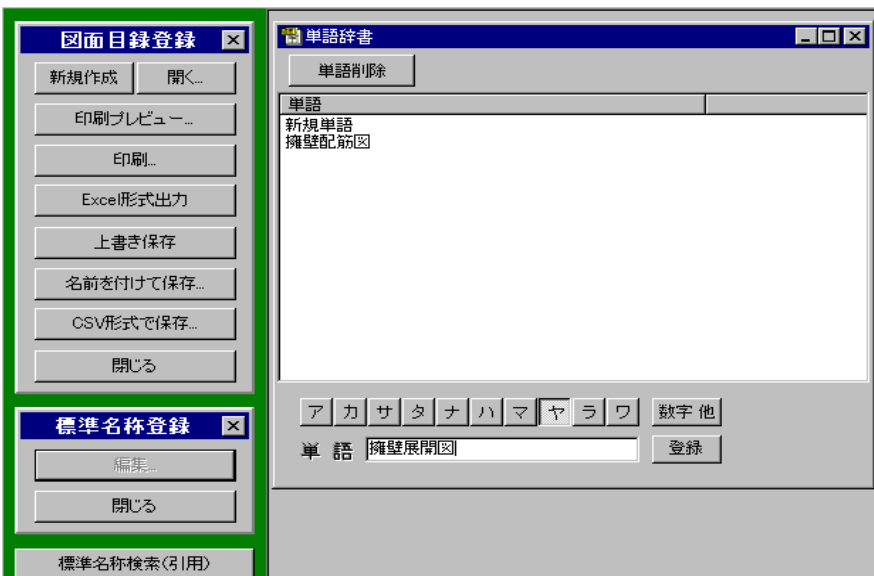 図面目録登録
新規作成 開く...
印刷プレビュー...
印刷...
Excel形式出力
上書き保存
名前を付けて保存...
CSV形式で保存...
閉じる
標準名称登録
編集...
閉じる
標準名称検索(引用)
単語辞書
単語削除
単語
新規単語
擁壁配筋図
ア カ サ タ ナ ハ マ ヤ ラ ワ 数字 他
単 語 擁壁展開図 登録